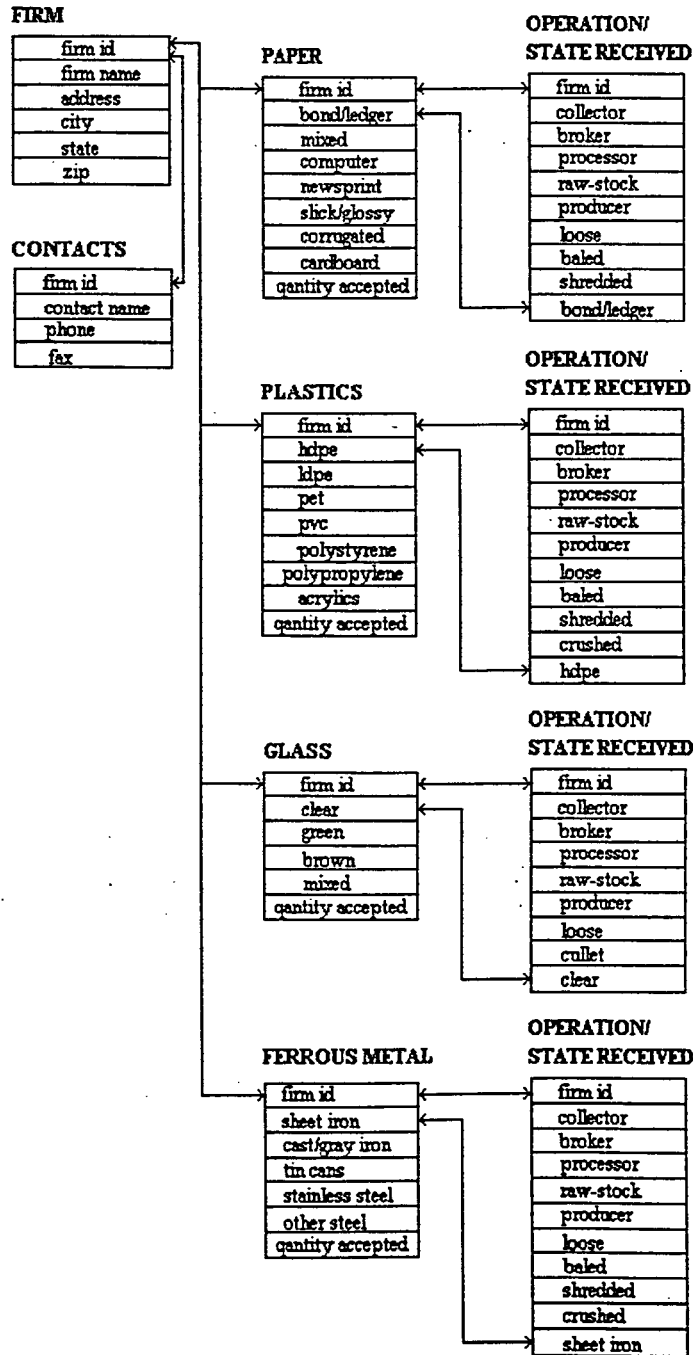 FIRM
firm id
firm name
address
city
state
zip
CONTACTS
firm id
contact name
phone
fax
PAPER
firm id
bond/ledger
mixed
computer
newsprint
slick/glossy
corrugated
cardboard
qantity accepted
OPERATION/
STATE RECEIVED
firm id
collector
broker
processor
raw-stock
producer
loose
baled
shredded
bond/ledger
PLASTICS
firm id
hdpe
ldpe
pet
pvc
polystyrene
polypropylene
acrylics
qantity accepted
OPERATION/
STATE RECEIVED
firm id
collector
broker
processor
raw-stock
producer
loose
baled
shredded
crushed
hdpe
GLASS
firm id
clear
green
brown
mixed
qantity accepted
OPERATION/
STATE RECEIVED
firm id
collector
broker
processor
raw-stock
producer
loose
cullet
clear
FERROUS METAL
firm id
sheet iron
cast/gray iron
tin cans
stainless steel
other steel
qantity accepted
OPERATION/
STATE RECEIVED
firm id
collector
broker
processor
raw-stock
producer
loose
baled
shredded
crushed
sheet iron